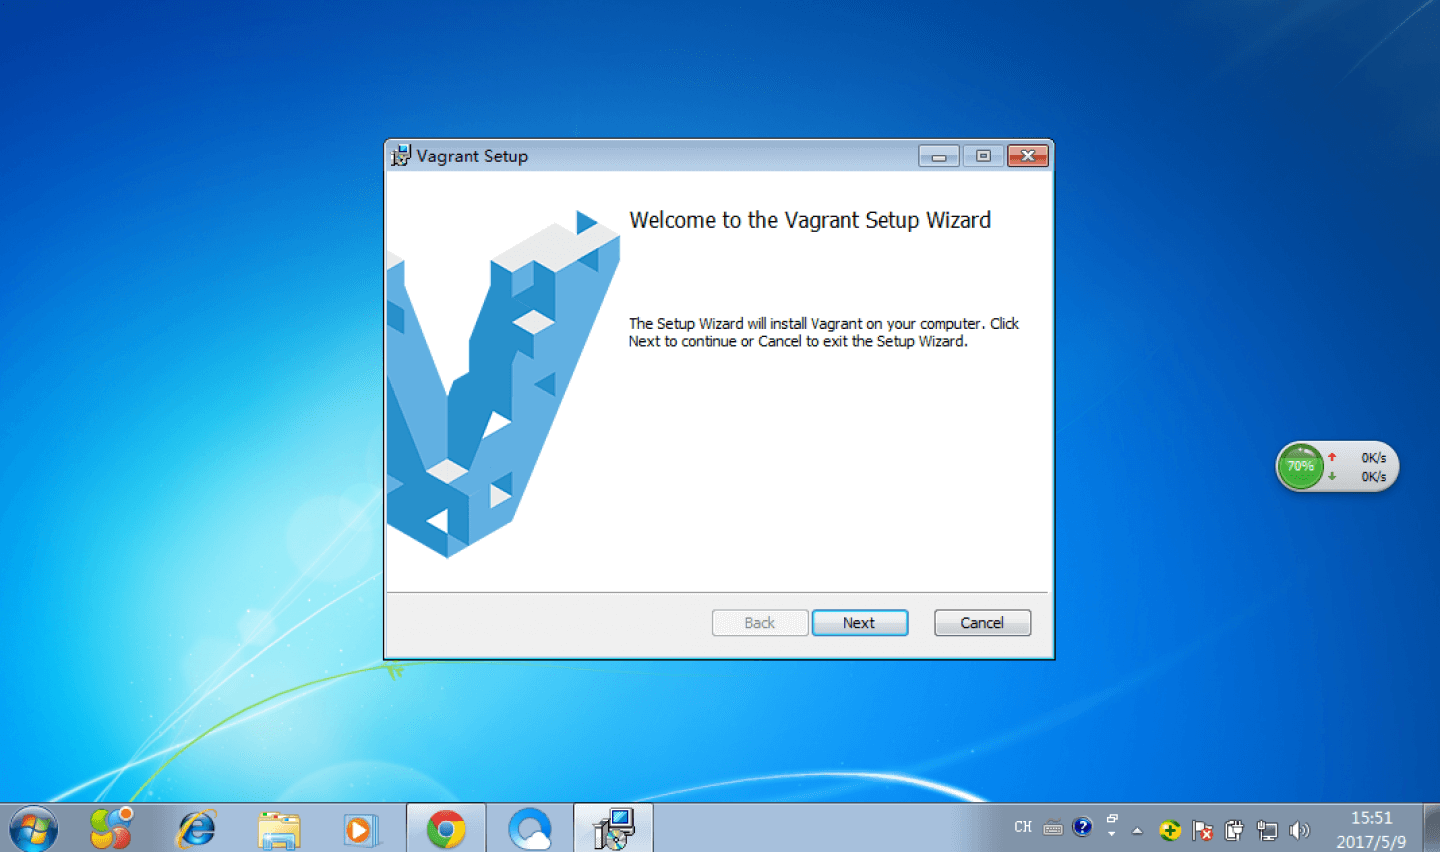 Vagrant Setup
Welcome to the Vagrant Setup Wizard
The Setup Wizard will install Vagrant on your computer. Click
Next to continue or Cancel to exit the Setup Wizard.
70%
0K/s
0K/s
Back
Next
Cancel
CH
15:51
2017/5/9